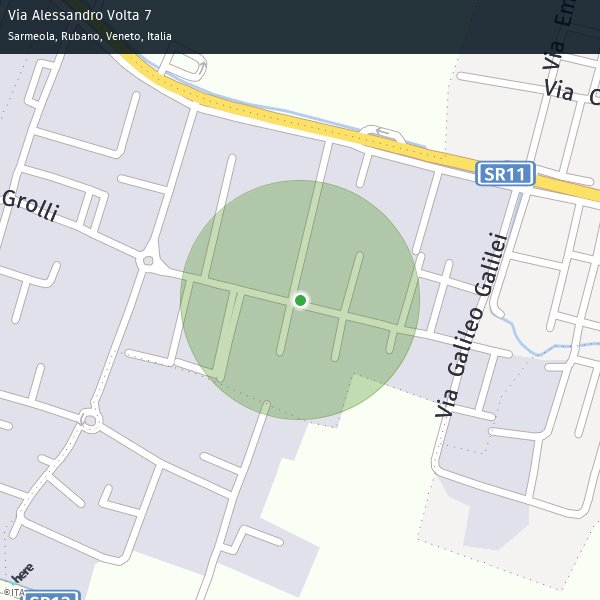 Via Alessandro Volta 7
Sarmeola, Rubano, Veneto, Italia
Via Em
Via C
SR11
Grolli
Via Galileo Galilei
here
©ITA